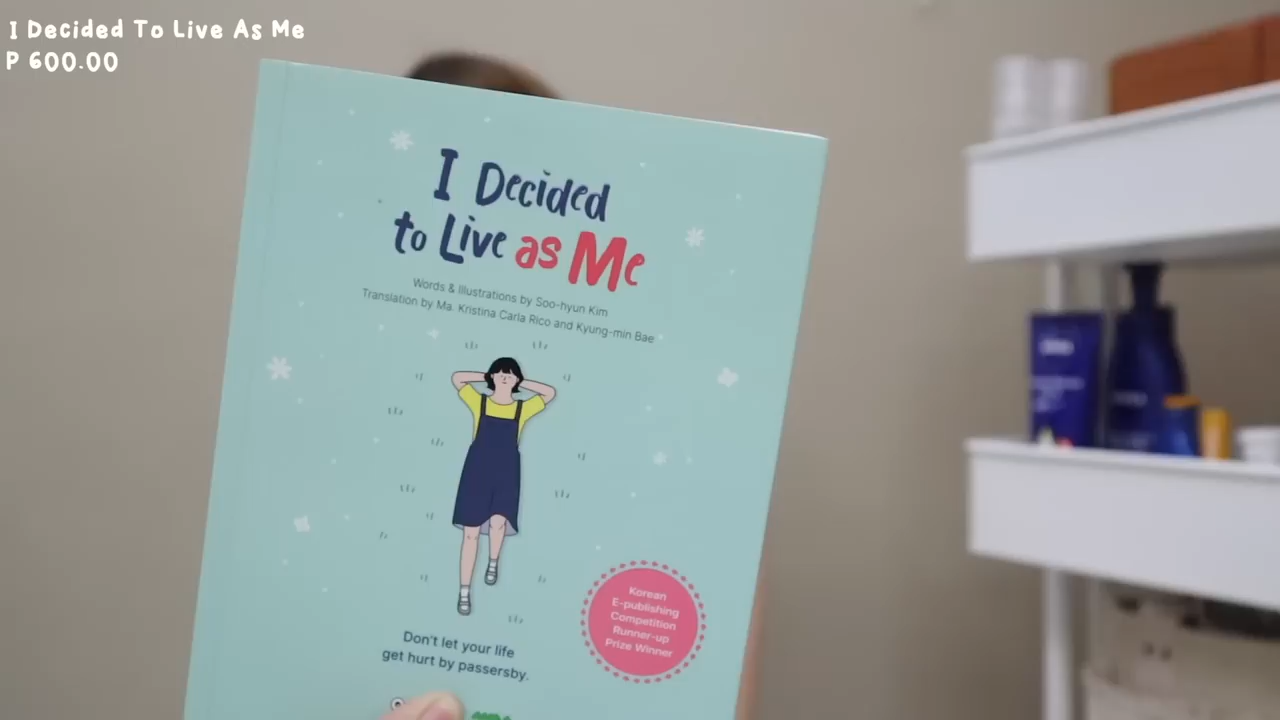 I Decided To Live As Me
P 600.00
I Decided
to Live as Me
Words & Illustrations by Soo-hyun Kim
Translation by Ma. Kristina Carla Rico and Kyung-min Bae
Korean
E-publishing
Competition
Runner-up
Prize Winner
Don't let your life
get hurt by passersby.